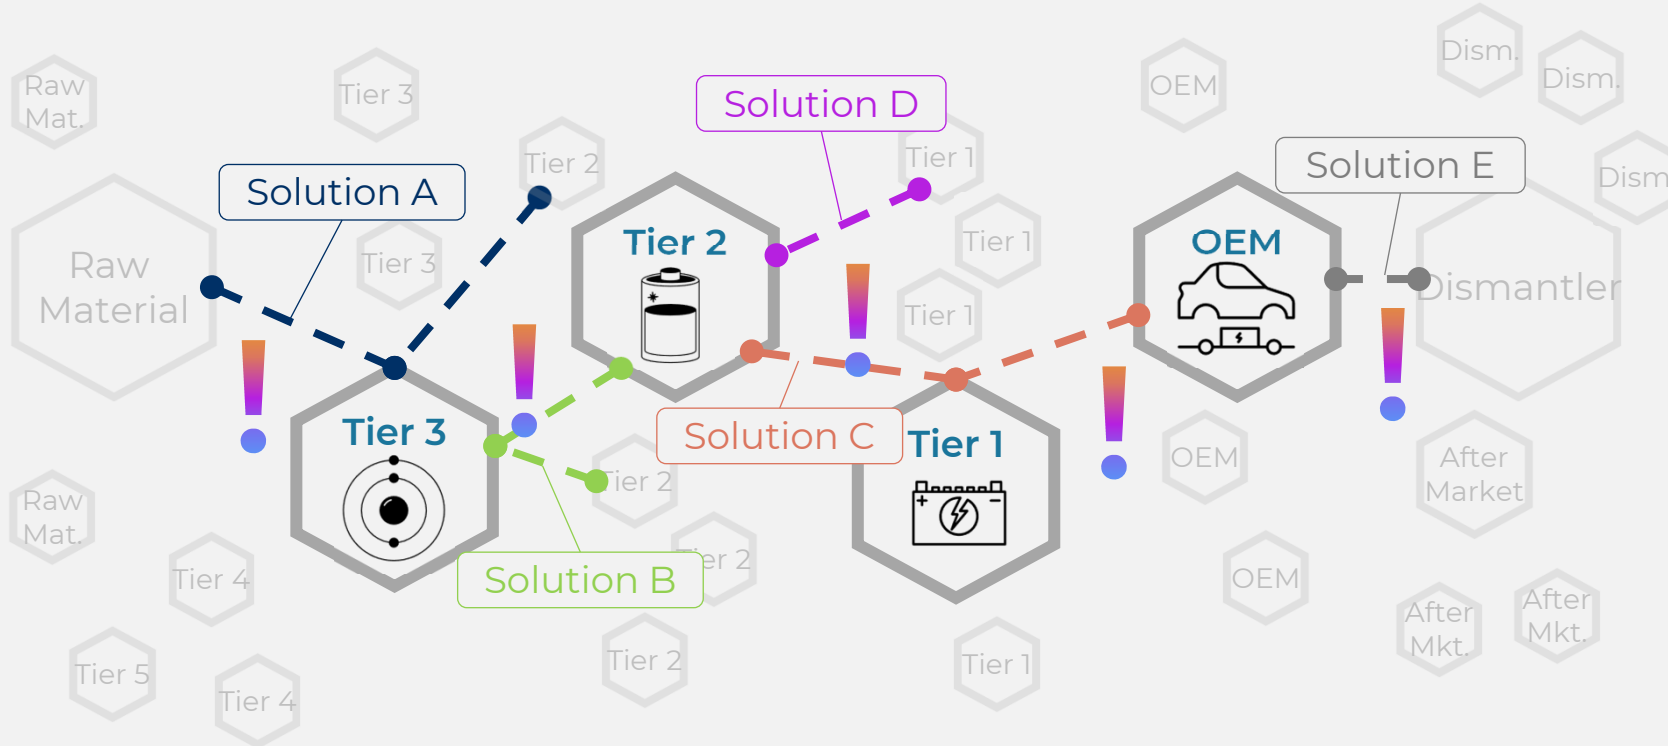 Raw
Mat.
Tier 3
Tier 2
Solution D
Tier 1
OEM
Dism.
Dism.
Solution A
Solution E
Dism
Raw
Material
Tier 3
Tier 2
Tier 1
Tier 1
OEM
Dismantler
Tier 3
Solution C
Tier 1
Tier 2
OEM
After
Market
Raw
Mat.
Tier 4
Solution B
er 2
OEM
After
Mkt.
After
Mkt.
Tier 5
Tier 4
Tier 2
Tier 1